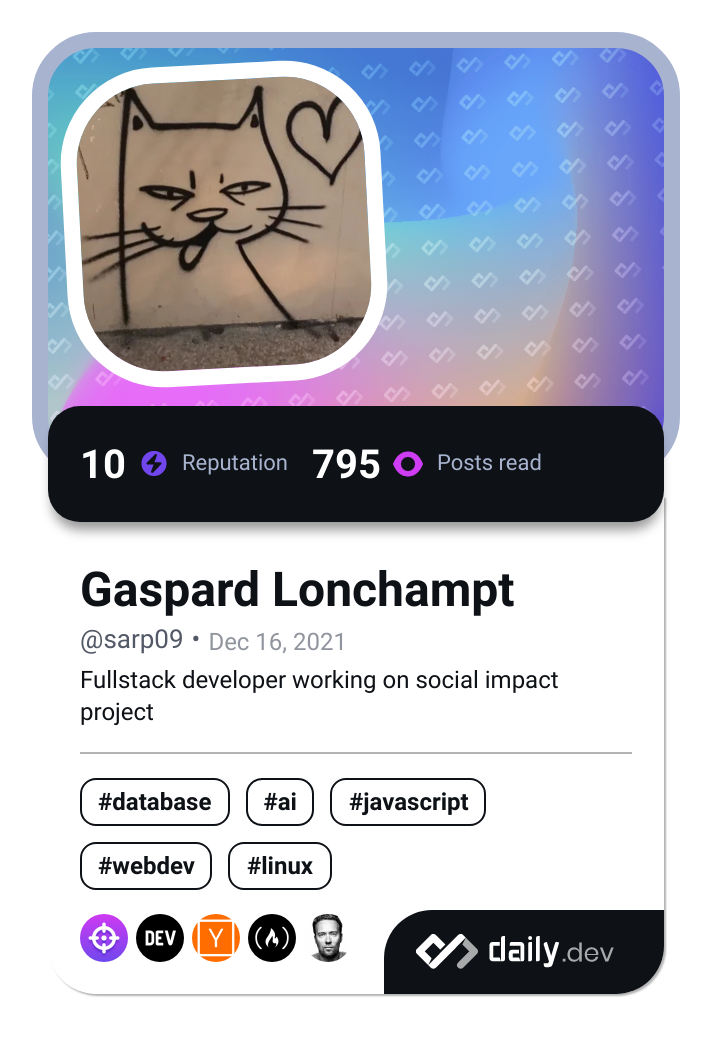 10 Reputation 795 Posts read
Gaspard Lonchampt
@sarp09 • Dec 16, 2021
Fullstack developer working on social impact
project
#database #ai #javascript
#webdev #linux
DEV Y
daily.dev